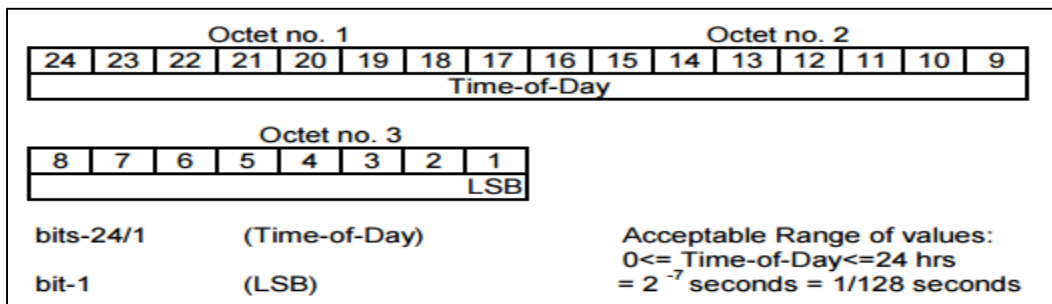 Octet no. 1 Octet no. 2
24 23 22 21 20 19 18 17 16 15 14 13 12 11 10 9
Time-of-Day
Octet no. 3
8 7 6 5 4 3 2 1
LSB
bits-24/1 (Time-of-Day) Acceptable Range of values:
0<= Time-of-Day<=24 hrs
bit-1 (LSB) = 2 -7 seconds = 1/128 seconds